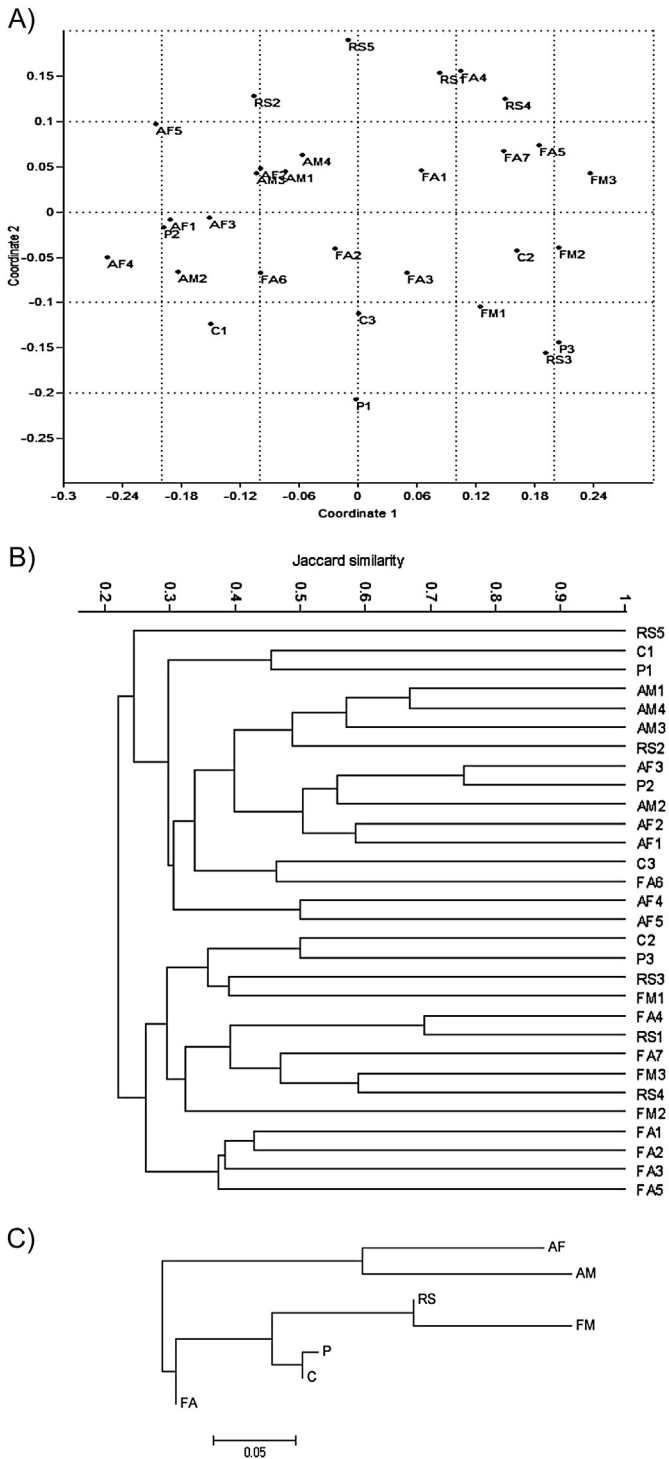 A)
RS5
RS1
FA4
RS4
RS2
AF5
AM4
AF2
AM3
AM1
FA7
FA5
FA1
FM3
AF1
AF3
P2
AF4
AM2
FA6
FA2
FA3
C2
FM2
C1
C3
FM1
P3
RS3
P1
0.15
0.1
0.05
0
-0.05
-0.1
-0.15
-0.2
-0.25
Coordinate 2
-0.3 -0.24 -0.18 -0.12 -0.06 0 0.06 0.12 0.18 0.24
Coordinate 1
B)
Jaccard similarity
0.2 0.3 0.4 0.5 0.6 0.7 0.8 0.9 1
RS5
C1
P1
AM1
AM4
AM3
RS2
AF3
P2
AM2
AF2
AF1
C3
FA6
AF4
AF5
C2
P3
RS3
FM1
FA4
RS1
FA7
FM3
RS4
FM2
FA1
FA2
FA3
FA5
C)
AF
AM
RS
FM
P
C
FA
0.05